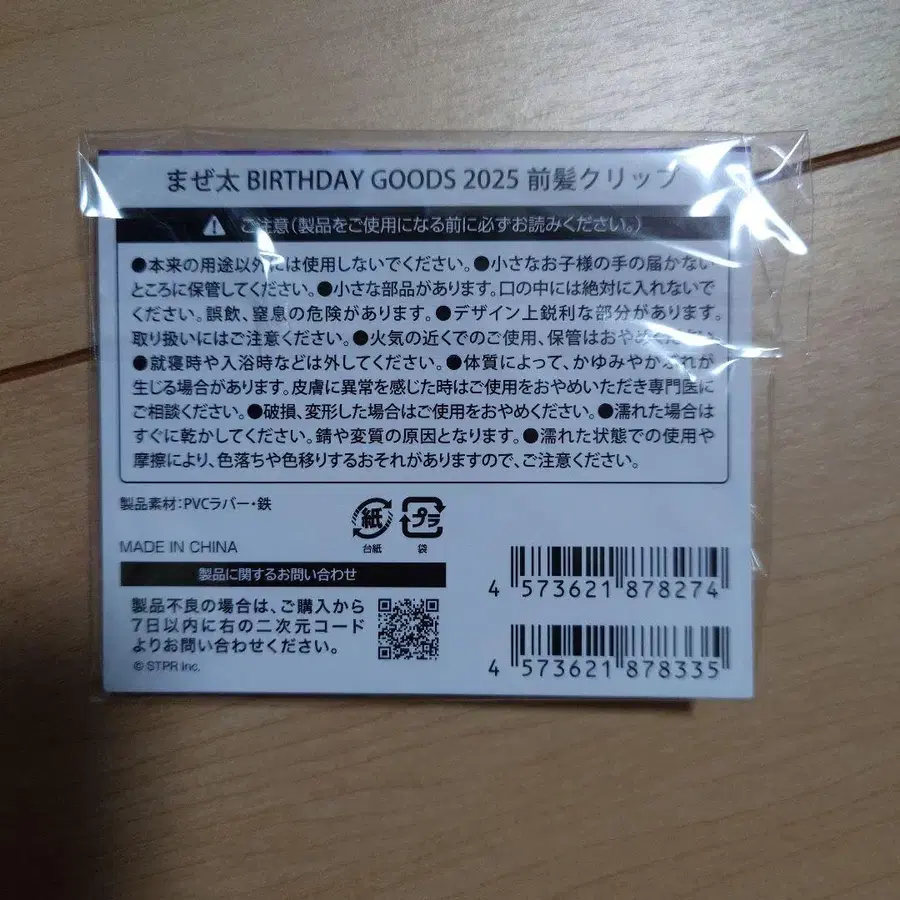 まぜ太 BIRTHDAY GOODS 2025 前髪クリップ
ご注意(製品をご使用になる前に必ずお読みください。)
●本来の用途以外には使用しないでください。●小さなお子様の手の届かない
ところに保管してください。●小さな部品があります。口の中には絶対に入れないで
ください。誤飲、窒息の危険があります。●デザイン上鋭利な部分があります。
取り扱いにはご注意ください。●火気の近くでのご使用、保管はおやめください
●就寝時や入浴時などは外してください。●体質によって、かゆみやかぶれが
生じる場合があります。皮膚に異常を感じた時はご使用をおやめいただき専門医に
ご相談ください。●破損、変形した場合はご使用をおやめください。●濡れた場合は
すぐに乾かしてください。錆や変質の原因となります。●濡れた状態での使用や
摩擦により、色落ちや色移りするおそれがありますので、ご注意ください。
製品素材:PVCラバー・鉄
紙 プラ
台紙 袋
MADE IN CHINA
製品に関するお問い合わせ
製品不良の場合は、ご購入から
7日以内に右の二次元コード
よりお問い合わせください。
© STPR Inc.
4 573621 878274
4 573621 878335